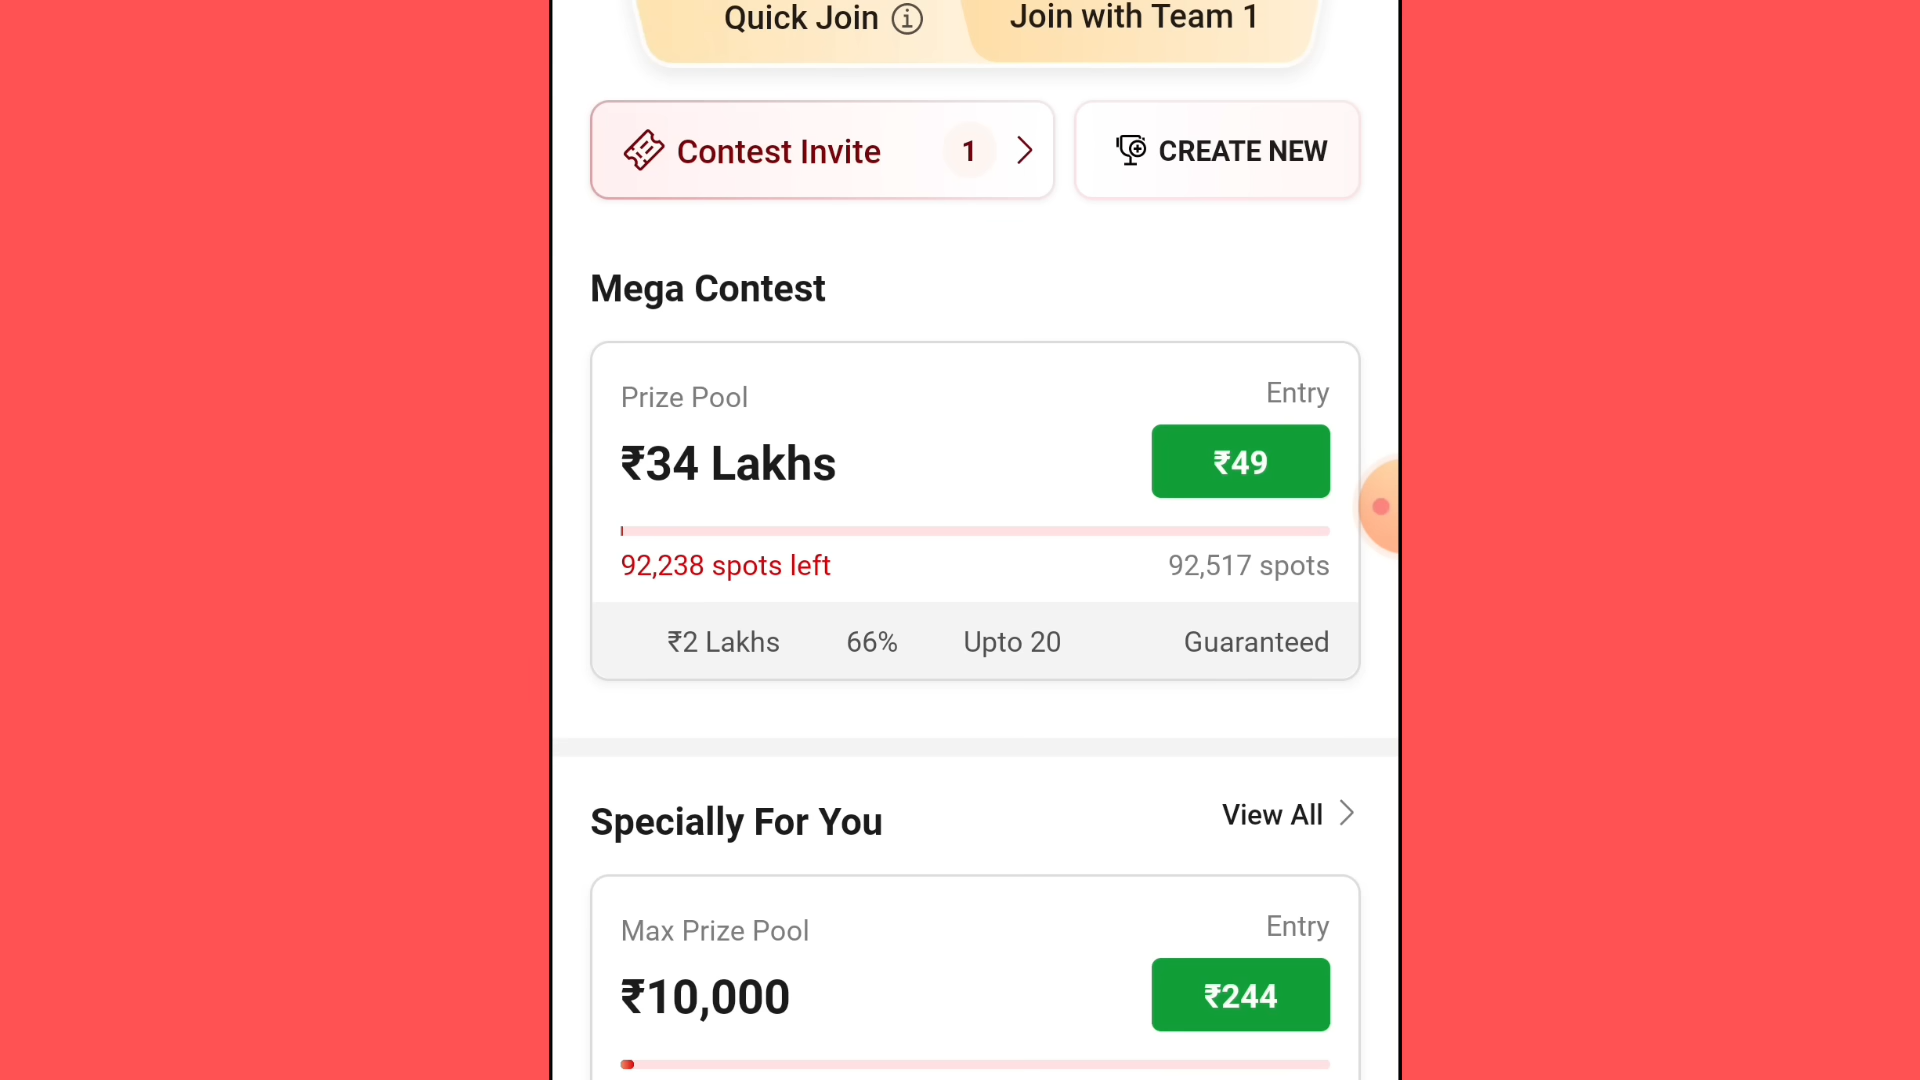 Quick Join
Join with Team 1
Contest Invite
1
CREATE NEW
Mega Contest
Prize Pool
Entry
₹34 Lakhs
₹49
92,238 spots left
92,517 spots
₹2 Lakhs
66%
Upto 20
Guaranteed
Specially For You
View All
Max Prize Pool
Entry
₹10,000
₹244